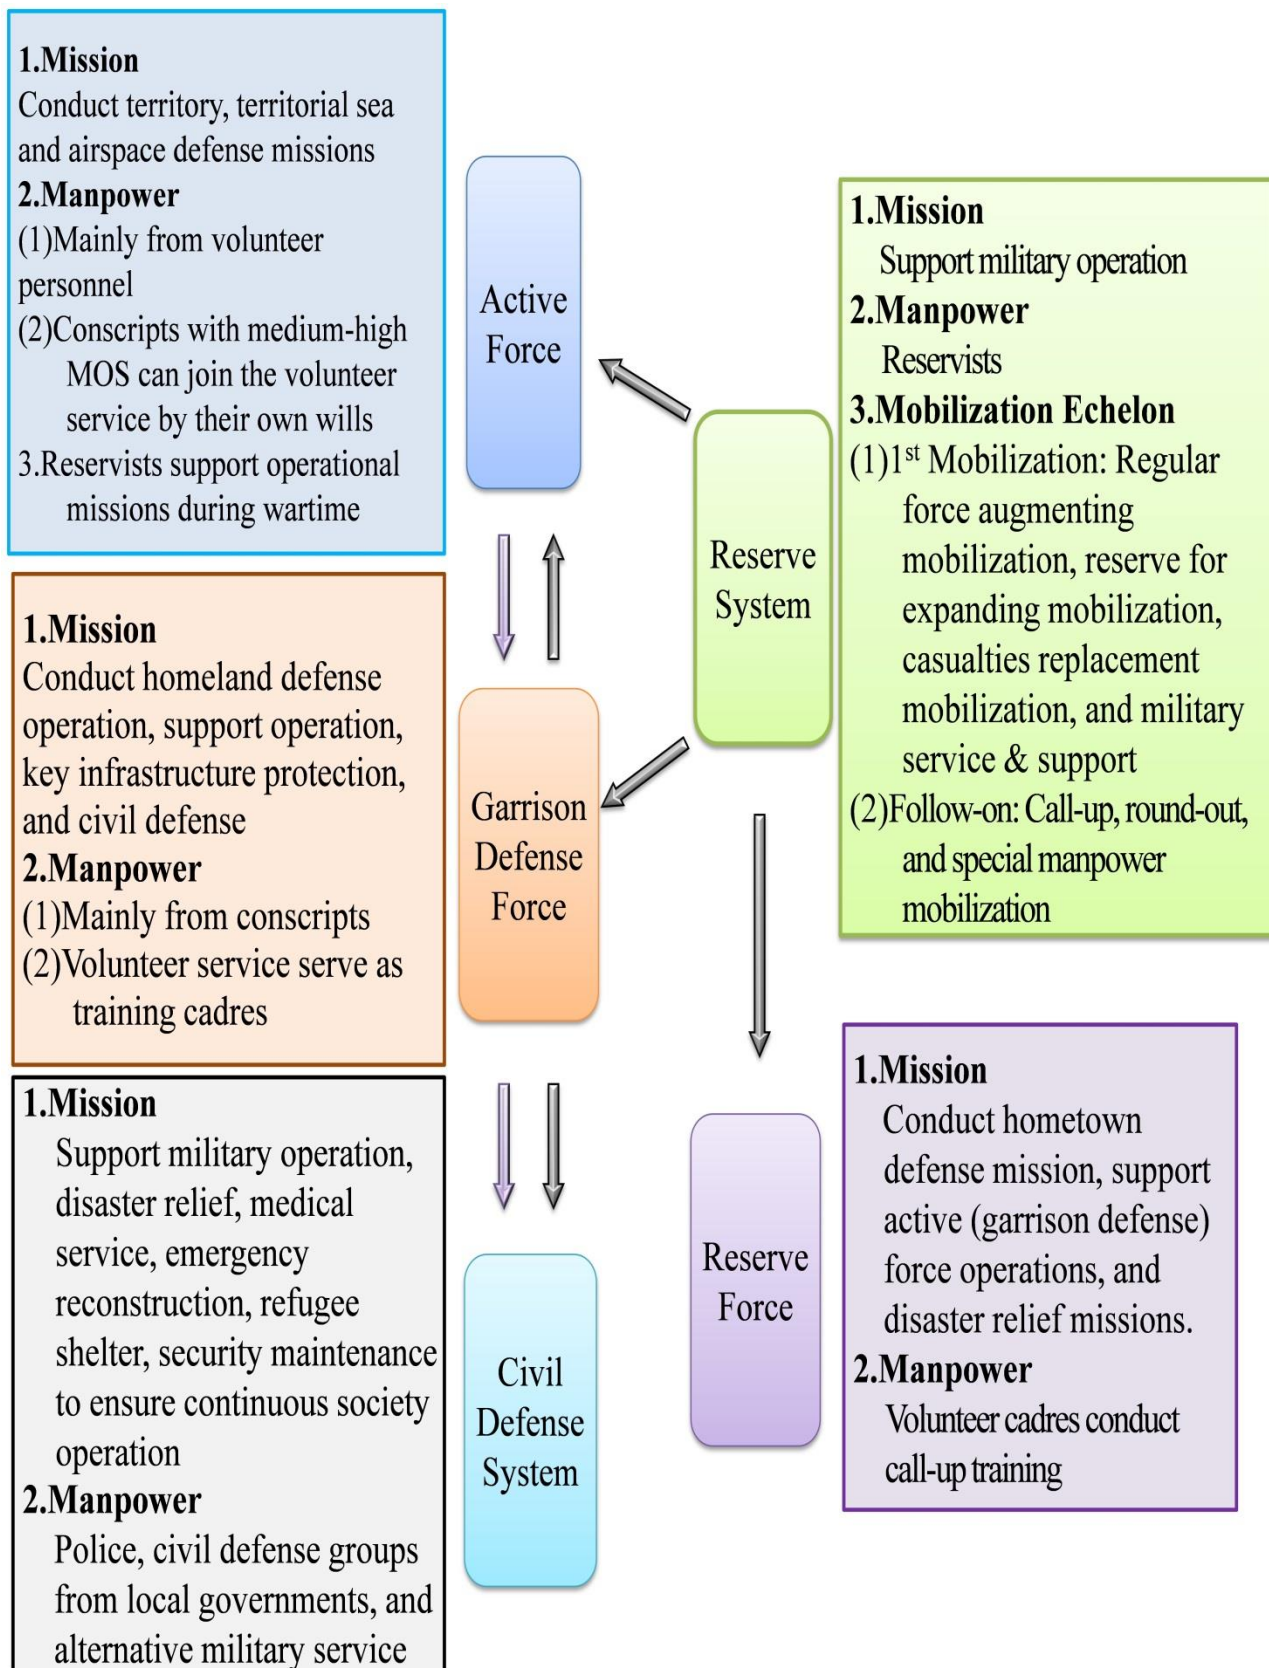 1.Mission
Conduct territory, territorial sea
and airspace defense missions
2.Manpower
(1)Mainly from volunteer
personnel
(2)Conscripts with medium-high
MOS can join the volunteer
service by their own wills
3.Reservists support operational
missions during wartime
Active
Force
1.Mission
Conduct homeland defense
operation, support operation,
key infrastructure protection,
and civil defense
2.Manpower
(1)Mainly from conscripts
(2)Volunteer service serve as
training cadres
Garrison
Defense
Force
1.Mission
Support military operation,
disaster relief, medical
service, emergency
reconstruction, refugee
shelter, security maintenance
to ensure continuous society
operation
2.Manpower
Police, civil defense groups
from local governments, and
alternative military service
Civil
Defense
System
Reserve
System
1.Mission
Support military operation
2.Manpower
Reservists
3.Mobilization Echelon
(1)1st Mobilization: Regular
force augmenting
mobilization, reserve for
expanding mobilization,
casualties replacement
mobilization, and military
service & support
(2)Follow-on: Call-up, round-out,
and special manpower
mobilization
Reserve
Force
1.Mission
Conduct hometown
defense mission, support
active (garrison defense)
force operations, and
disaster relief missions.
2.Manpower
Volunteer cadres conduct
call-up training